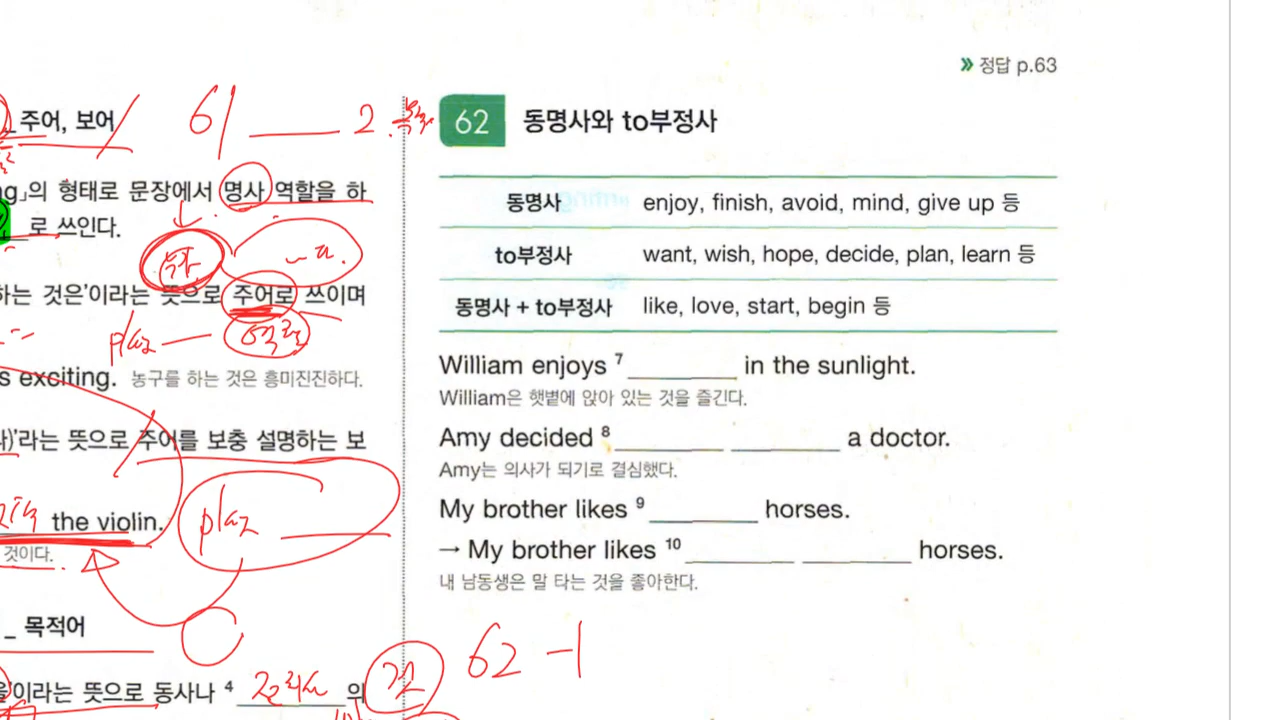 » 정답 p.63
주어, 보어
61 2.
ng」의 형태로 문장에서 명사 역할을 하
로 쓰인다.
하는 것은'이라는 뜻으로 주어로 쓰이며
s exciting. 농구를 하는 것은 흥미진진하다.
라는 뜻으로 주어를 보충 설명하는 보
the violin.
것이다.
_ 목적어
이라는 뜻으로 동사나 4 의
62 동명사와 to부정사
동명사 enjoy, finish, avoid, mind, give up 등
to부정사 want, wish, hope, decide, plan, learn 등
동명사 + to부정사 like, love, start, begin 등
William enjoys 7 ________ in the sunlight.
William은 햇볕에 앉아 있는 것을 즐긴다.
Amy decided 8 ________ ________ a doctor.
Amy는 의사가 되기로 결심했다.
My brother likes 9 ________ horses.
→ My brother likes 10 ________ ________ horses.
내 남동생은 말 타는 것을 좋아한다.
62 -1